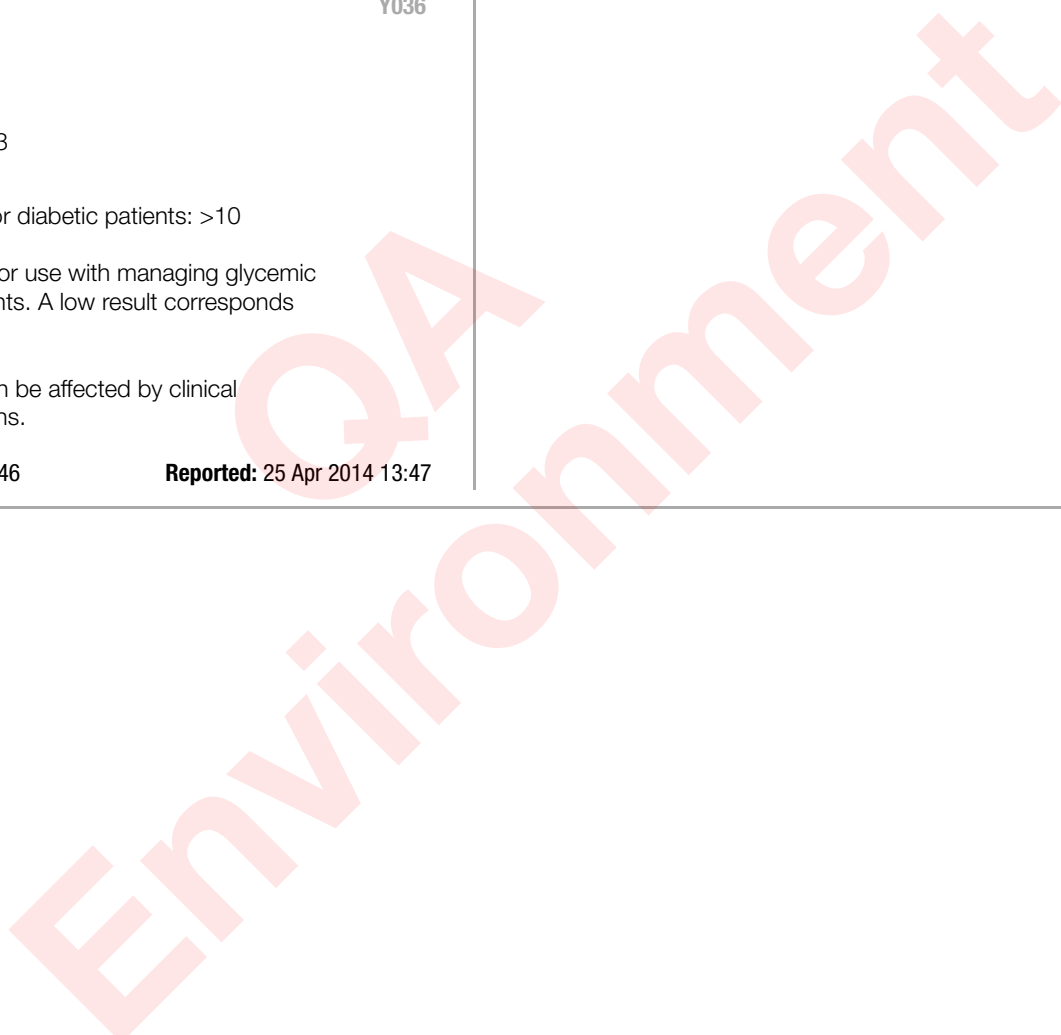 Y036
3
or diabetic patients: >10
or use with managing glycemic
nts. A low result corresponds
n be affected by clinical
ns.
46 Reported: 25 Apr 2014 13:47
QA
Environment